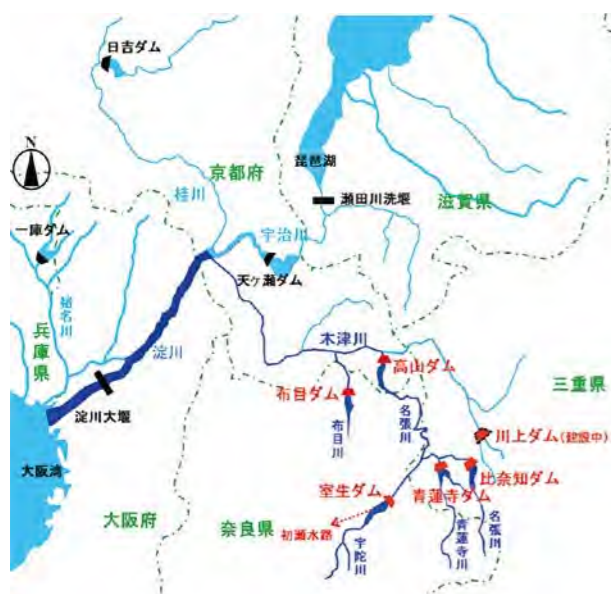 日吉ダム
N
京都府
琵琶湖
桂川
瀬田川洗堰
滋賀県
一庫ダム
宇治川
天ヶ瀬ダム
猪名川
兵庫県
淀川
木津川
高山ダム
三重県
布目ダム
淀川大堰
名張川
布目川
川上ダム(建設中)
大阪湾
比奈知ダム
室生ダム
青蓮寺ダム
大阪府
奈良県
初瀬水路
宇陀川
青蓮寺川
名張川